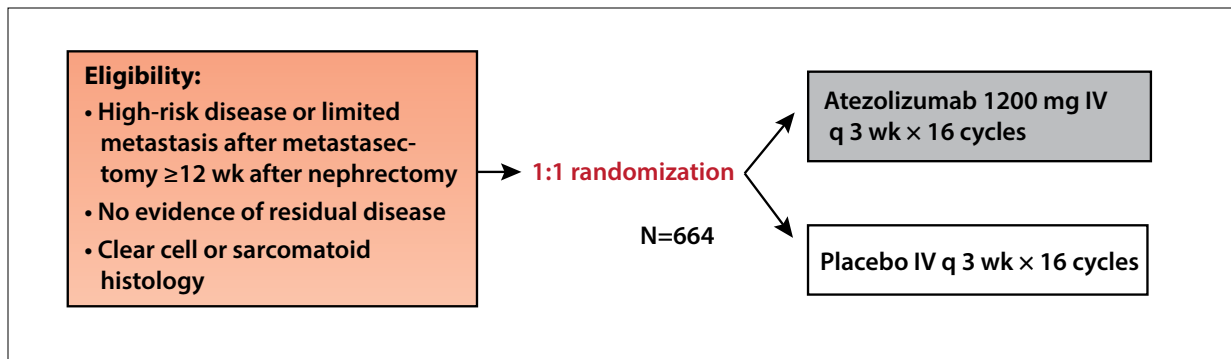 Eligibility:
• High-risk disease or limited
metastasis after metastasec-
tomy ≥12 wk after nephrectomy
• No evidence of residual disease
• Clear cell or sarcomatoid
histology
1:1 randomization
N=664
Atezolizumab 1200 mg IV
q 3 wk × 16 cycles
Placebo IV q 3 wk × 16 cycles